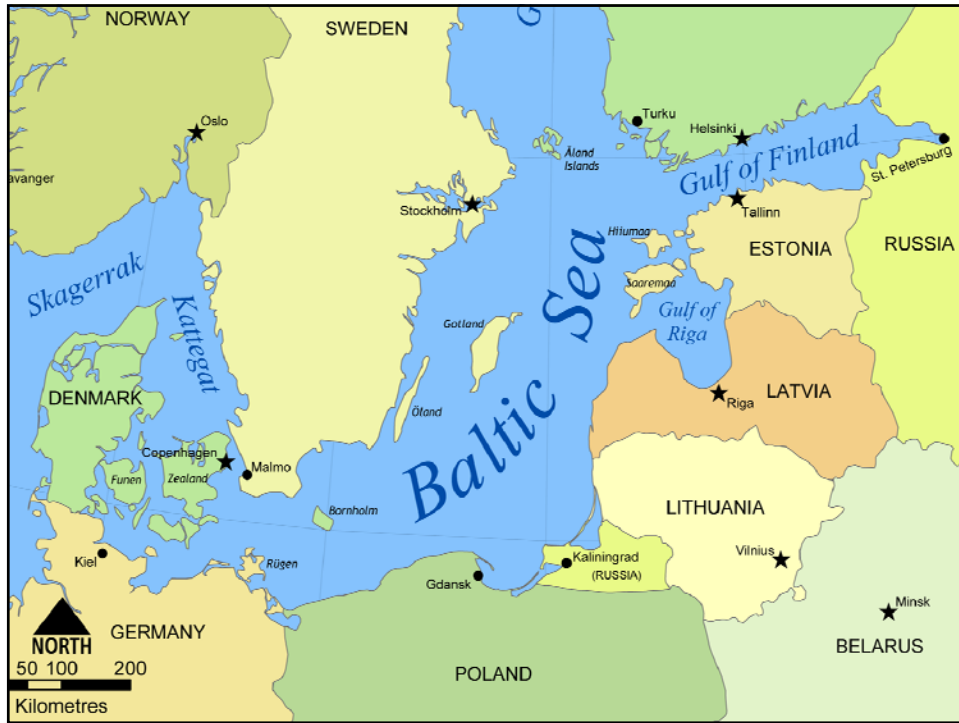 NORWAY
SWEDEN
G
Oslo
Turku
Helsinki
Åland
Islands
Gulf of Finland
St. Petersburg
avanger
Stockholm
Tallinn
Hiiumaa
ESTONIA
RUSSIA
Skagerrak
Saaremaa
Kattegat
Gotland
Gulf of
Riga
Baltic Sea
DENMARK
Öland
Riga
LATVIA
Copenhagen
Malmo
Funen
Zealand
Bornholm
LITHUANIA
Kiel
Rügen
Gdansk
Kaliningrad
(RUSSIA)
Vilnius
Minsk
NORTH
GERMANY
POLAND
BELARUS
50 100 200
Kilometres